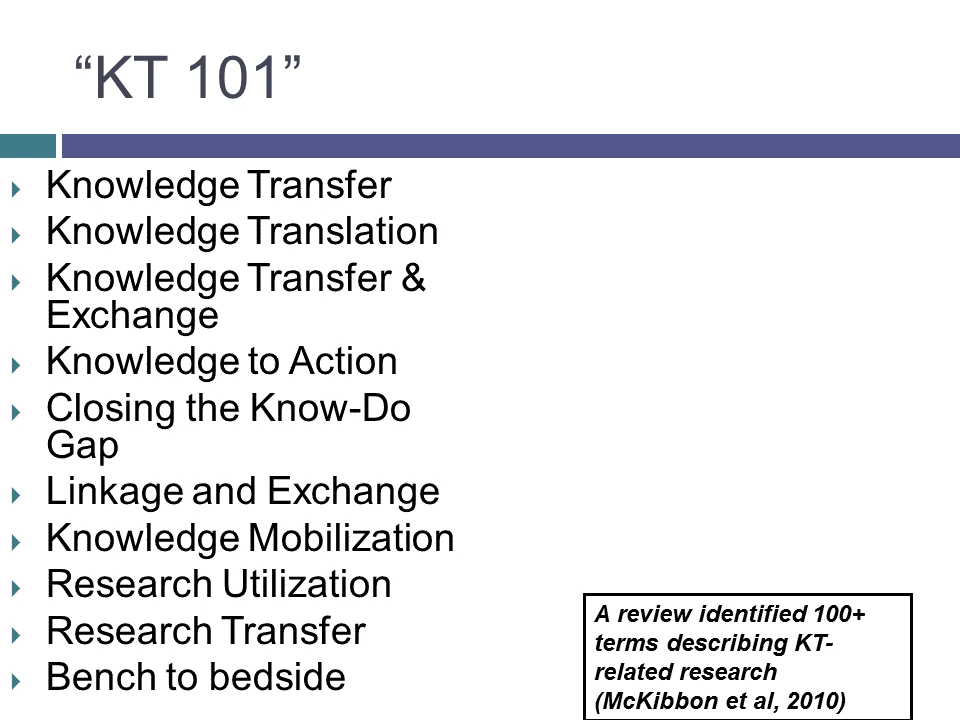 “KT 101”
Knowledge Transfer
Knowledge Translation
Knowledge Transfer &
Exchange
Knowledge to Action
Closing the Know-Do
Gap
Linkage and Exchange
Knowledge Mobilization
Research Utilization
Research Transfer
Bench to bedside
A review identified 100+
terms describing KT-
related research
(McKibbon et al, 2010)